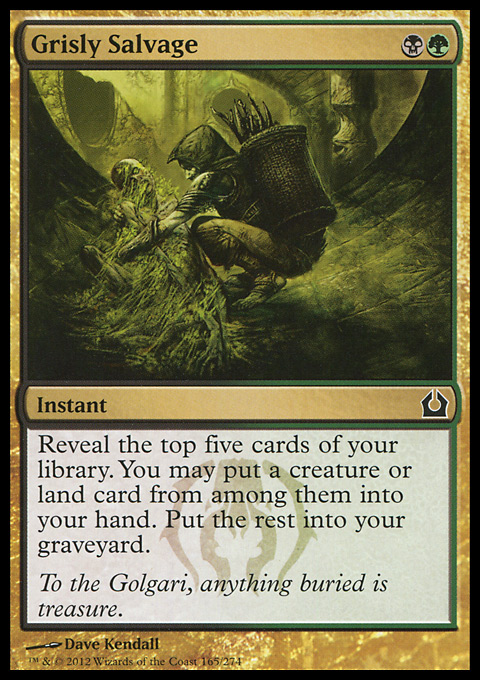 Grisly Salvage
Instant
Reveal the top five cards of your
library. You may put a creature or
land card from among them into
your hand. Put the rest into your
graveyard.
To the Golgari, anything buried is
treasure.
Dave Kendall
™ & © 2012 Wizards of the Coast 165/274